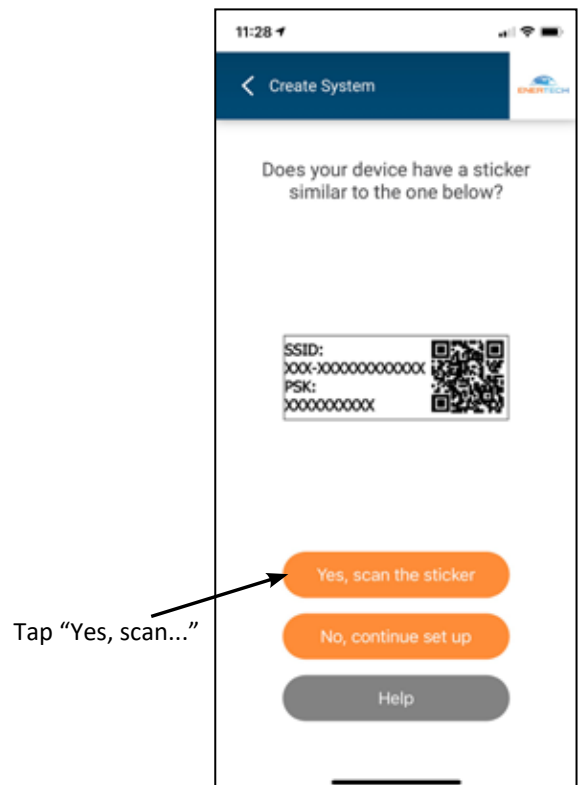 11:28
Create System
ENERTECH
Does your device have a sticker
similar to the one below?
SSID:
XXX-XXXXXXXXXXXXX
PSK:
XXXXXXXXXX
Yes, scan the sticker
Tap “Yes, scan...”
No, continue set up
Help